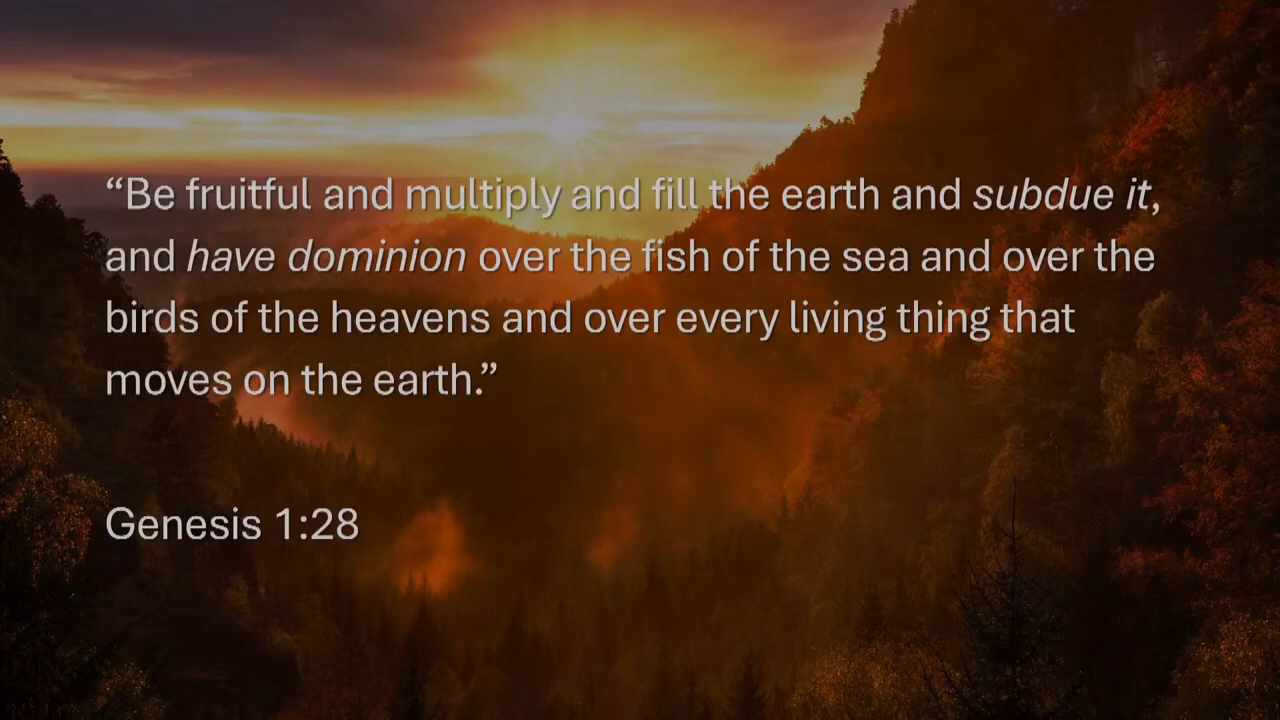 “Be fruitful and multiply and fill the earth and subdue it,
and have dominion over the fish of the sea and over the
birds of the heavens and over every living thing that
moves on the earth.”
Genesis 1:28